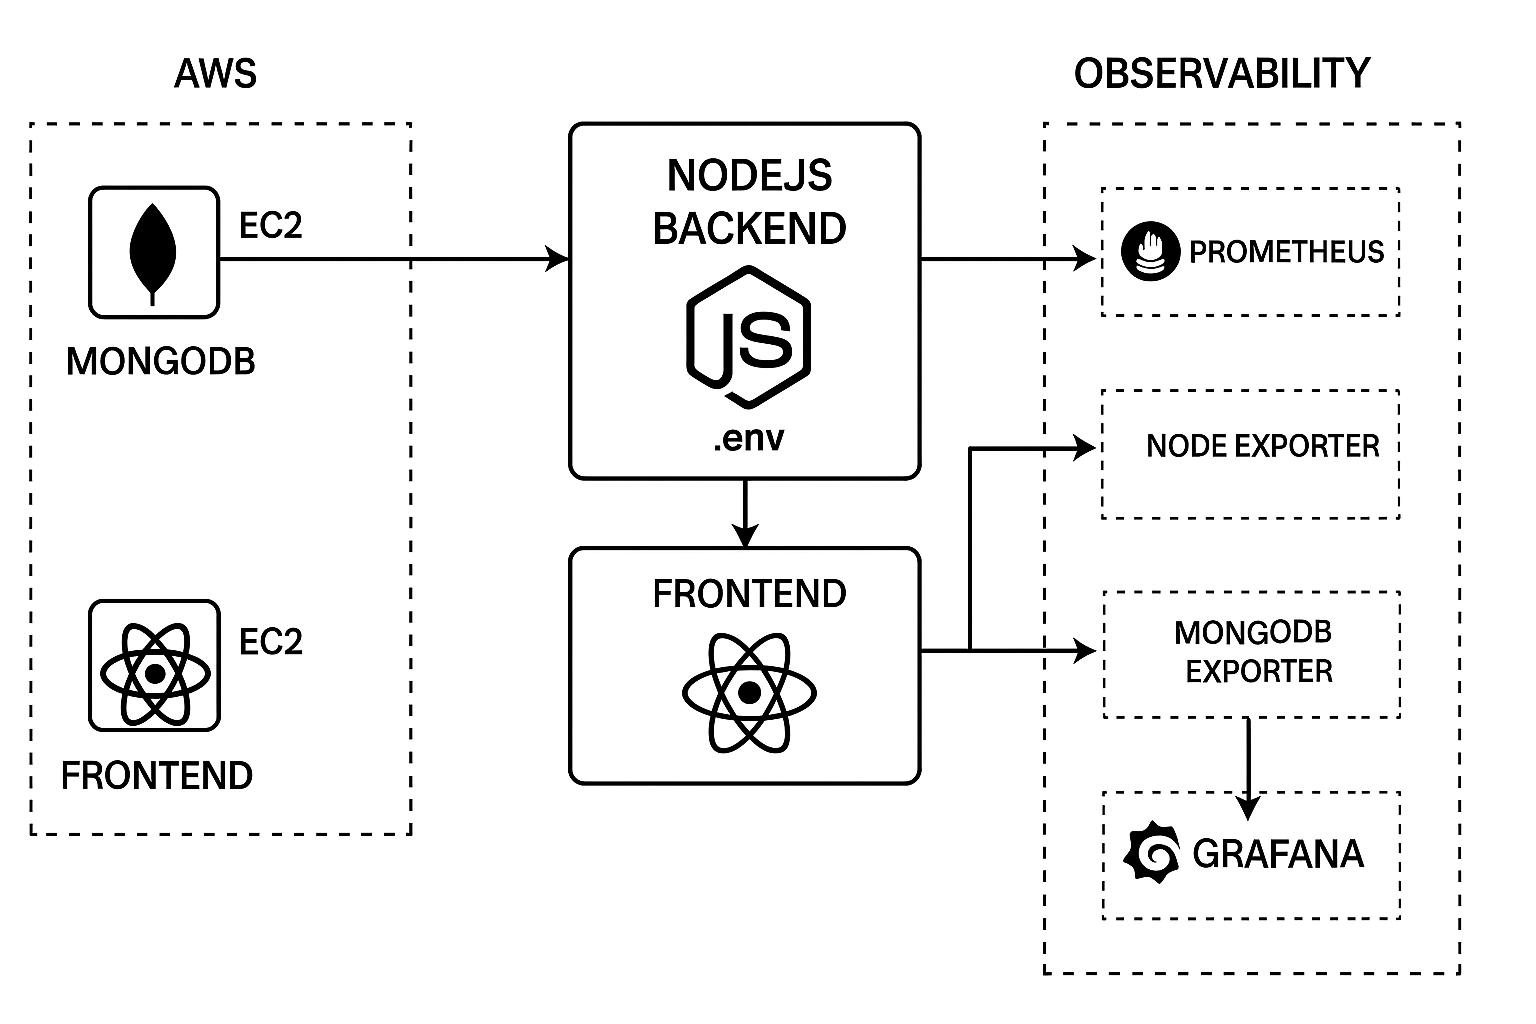 AWS
EC2
MONGODB
EC2
FRONTEND
NODEJS
BACKEND
JS
.env
FRONTEND
OBSERVABILITY
PROMETHEUS
NODE EXPORTER
MONGODB
EXPORTER
GRAFANA